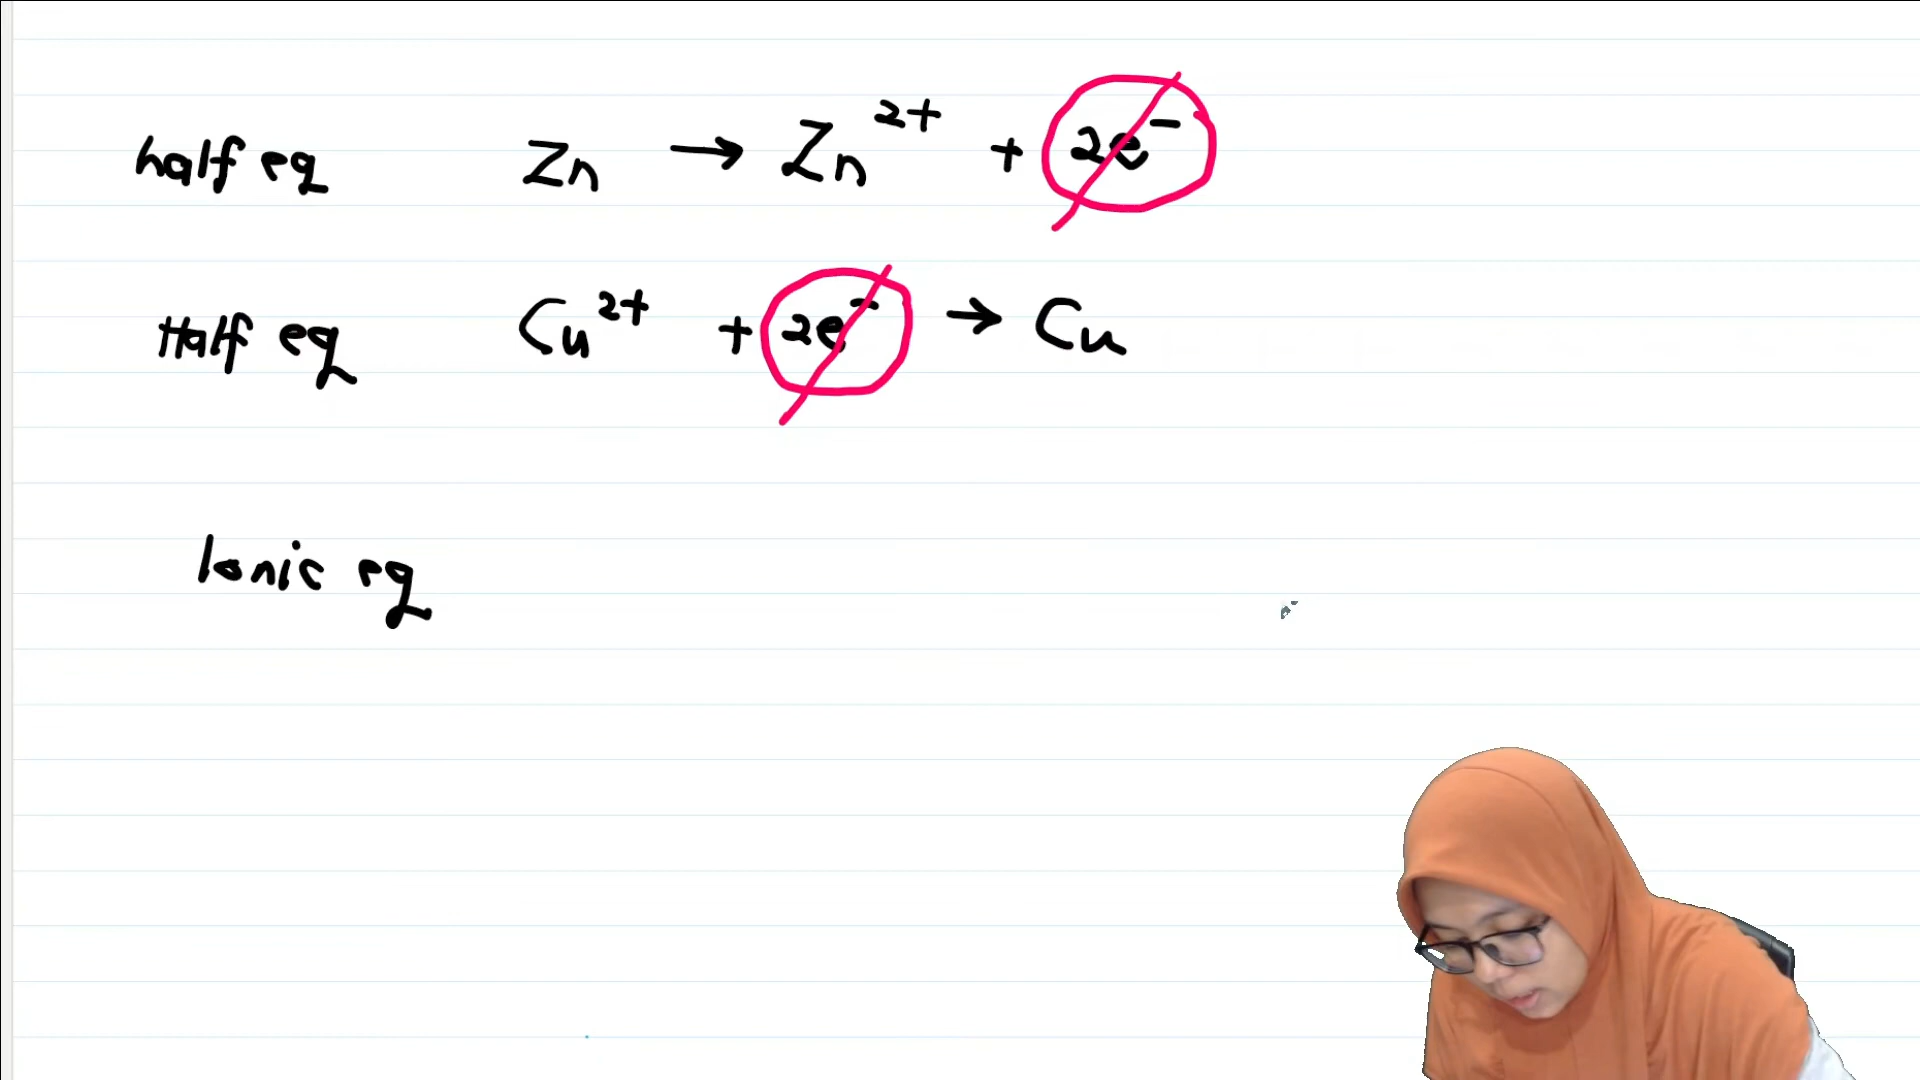 half eq Zn → Zn²⁺ + 2e⁻
Half eq Cu²⁺ + 2e⁻ → Cu
Ionic eq